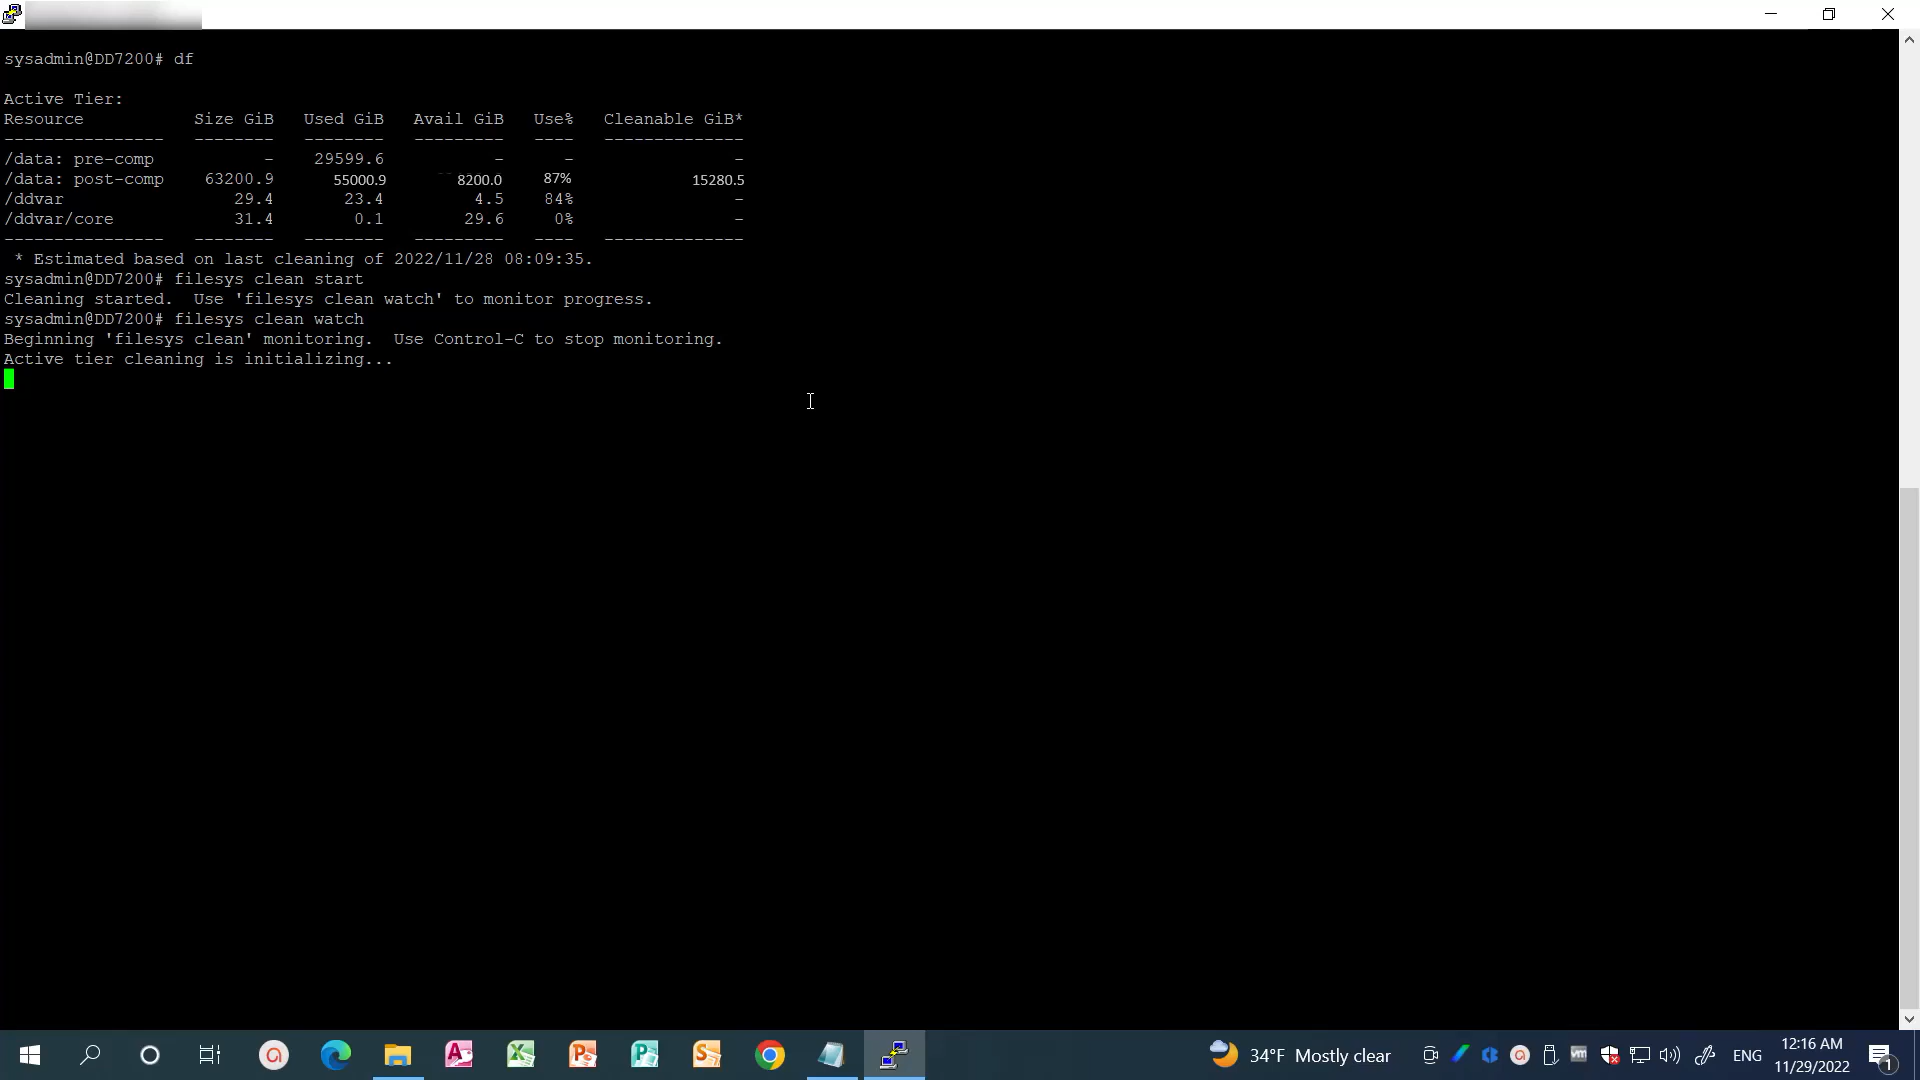 sysadmin@DD7200# df
Active Tier:
Resource Size GiB Used GiB Avail GiB Use% Cleanable GiB*
---------------- -------- -------- --------- ---- --------------
/data: pre-comp - 29599.6 - - -
/data: post-comp 63200.9 55000.9 8200.0 87% 15280.5
/ddvar 29.4 23.4 4.5 84% -
/ddvar/core 31.4 0.1 29.6 0% -
---------------- -------- -------- --------- ---- --------------
* Estimated based on last cleaning of 2022/11/28 08:09:35.
sysadmin@DD7200# filesys clean start
Cleaning started. Use 'filesys clean watch' to monitor progress.
sysadmin@DD7200# filesys clean watch
Beginning 'filesys clean' monitoring. Use Control-C to stop monitoring.
Active tier cleaning is initializing...
34°F Mostly clear
ENG
12:16 AM
11/29/2022
1